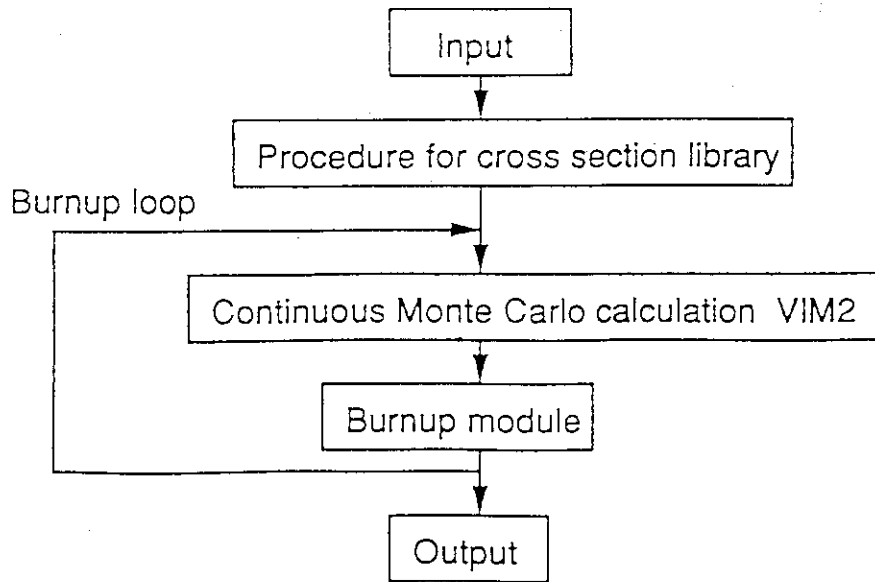 Input
Procedure for cross section library
Burnup loop
Continuous Monte Carlo calculation VIM2
Burnup module
Output